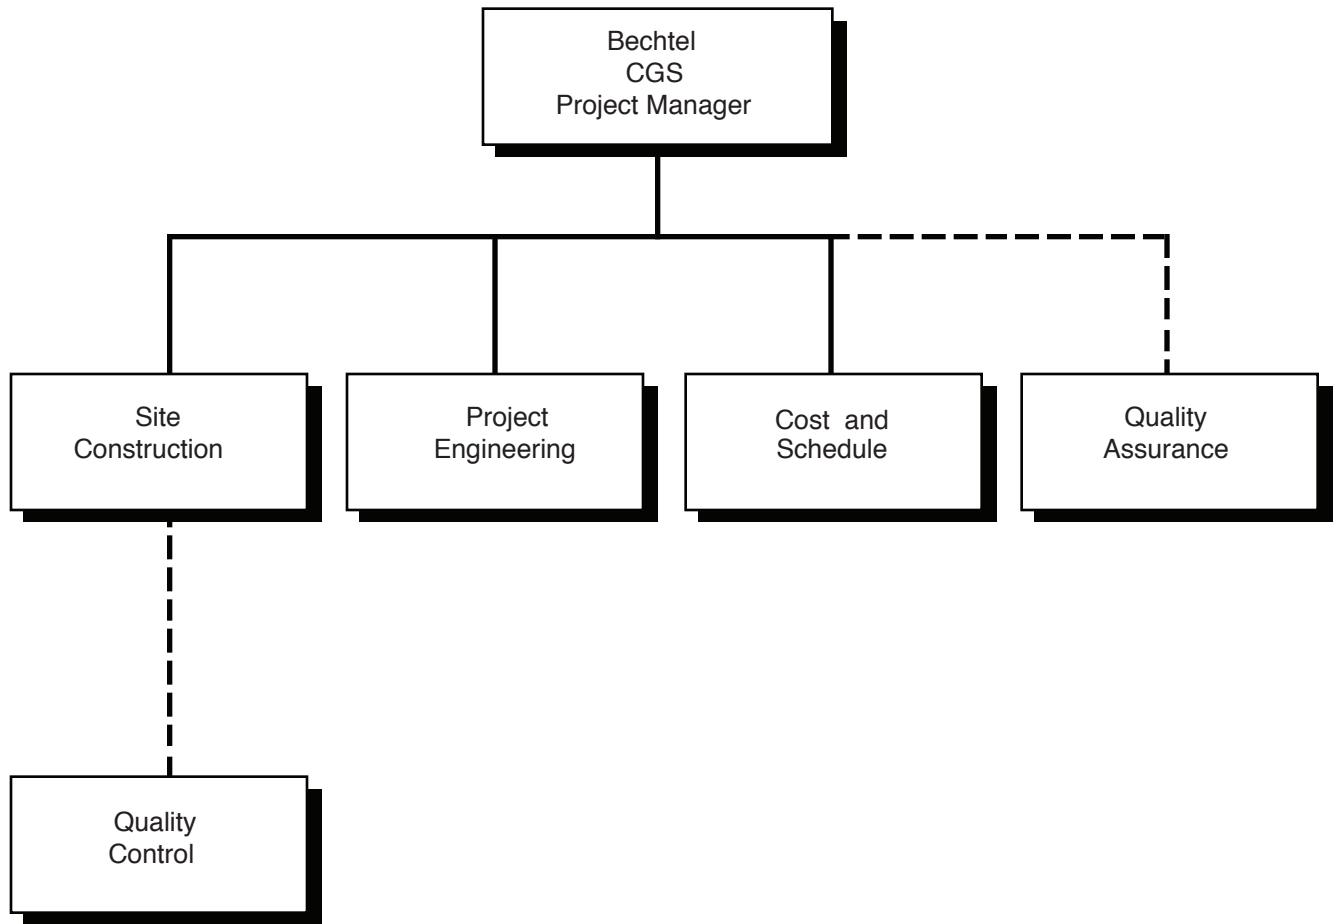 Bechtel
CGS
Project Manager
Site
Construction
Project
Engineering
Cost and
Schedule
Quality
Assurance
Quality
Control